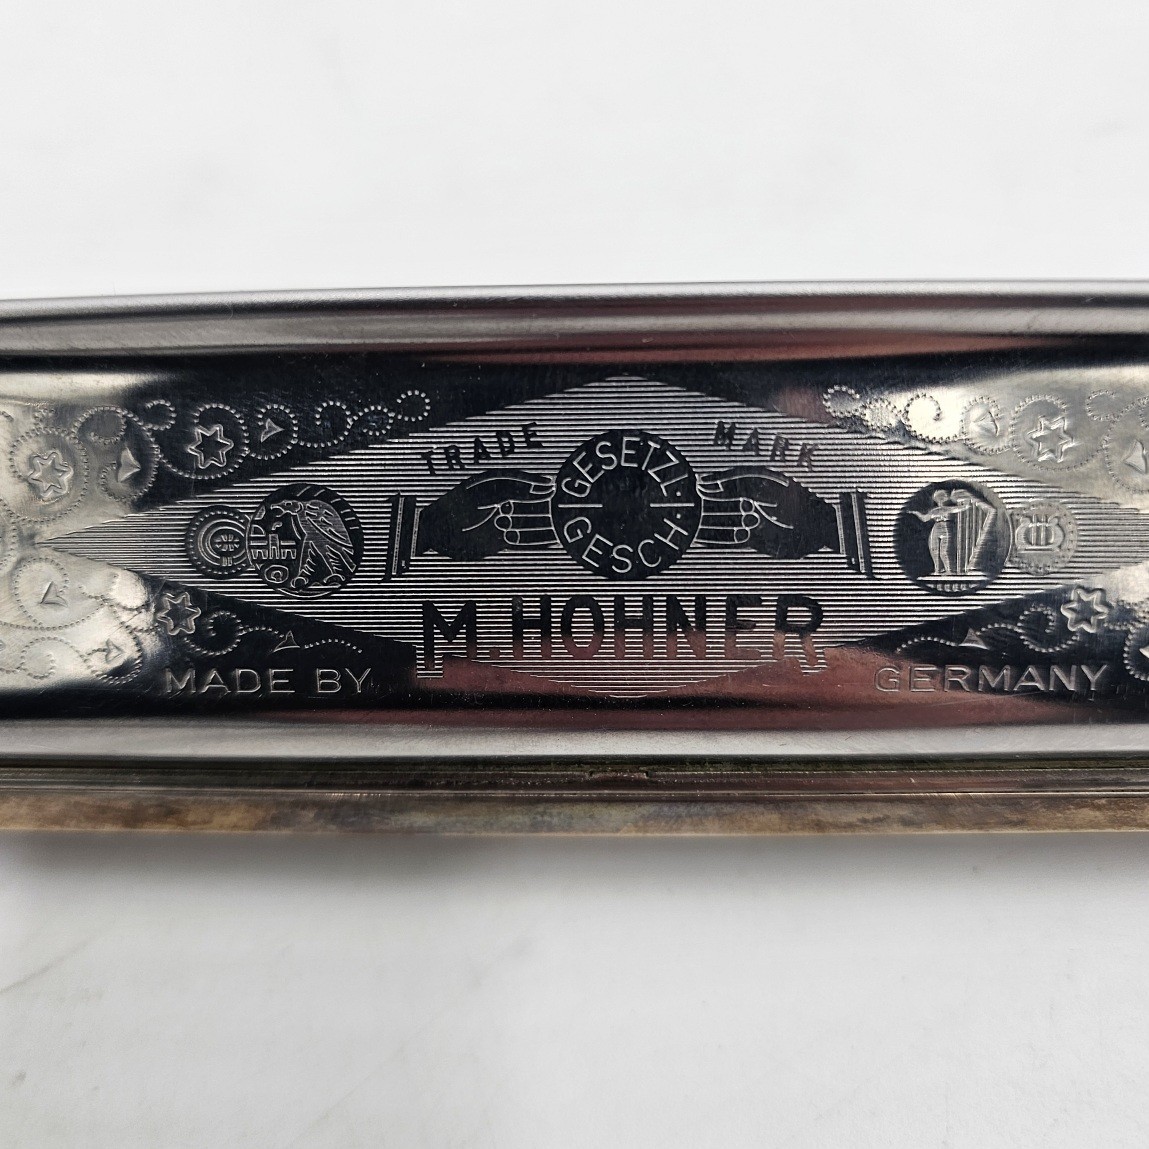 TRADE MARK
GESETZL.
GESCH.
M. HOHNER
MADE BY
GERMANY